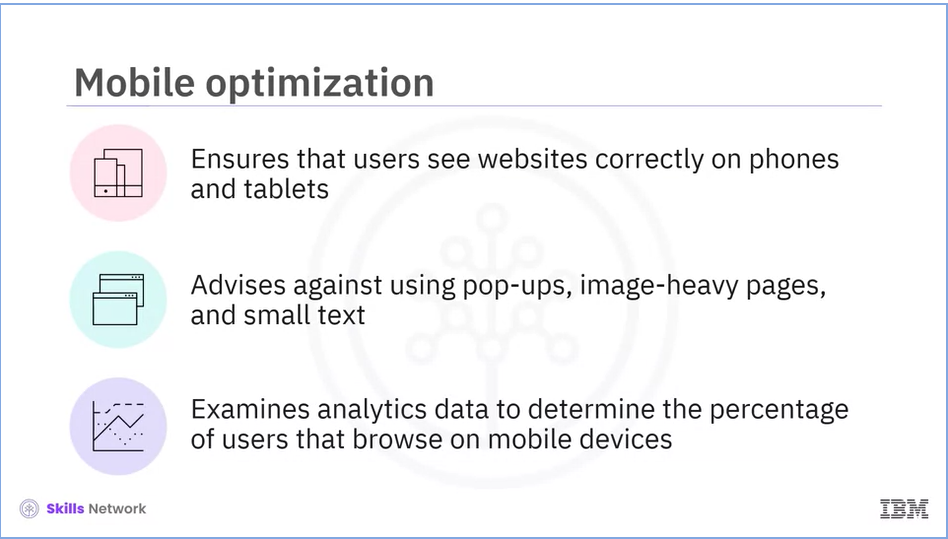 Mobile optimization
Ensures that users see websites correctly on phones
and tablets
Advises against using pop-ups, image-heavy pages,
and small text
Examines analytics data to determine the percentage
of users that browse on mobile devices
Skills Network
IBM